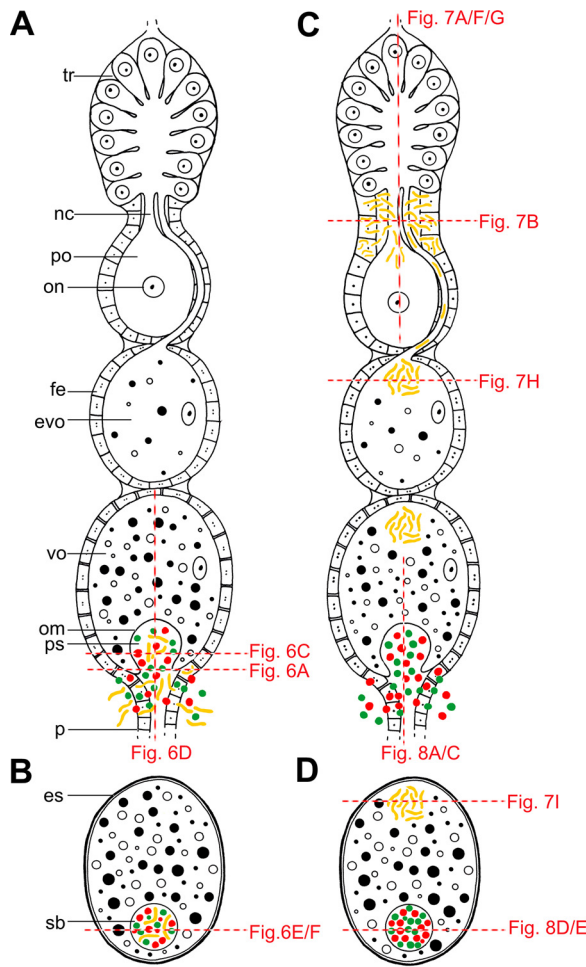 A
C
Fig. 7A/F/G
tr
nc
Fig. 7B
po
on
Fig. 7H
fe
evo
vo
om
ps
Fig. 6C
Fig. 6A
p
Fig. 6D
Fig. 8A/C
B
D
es
Fig. 7I
sb
Fig.6E/F
Fig. 8D/E